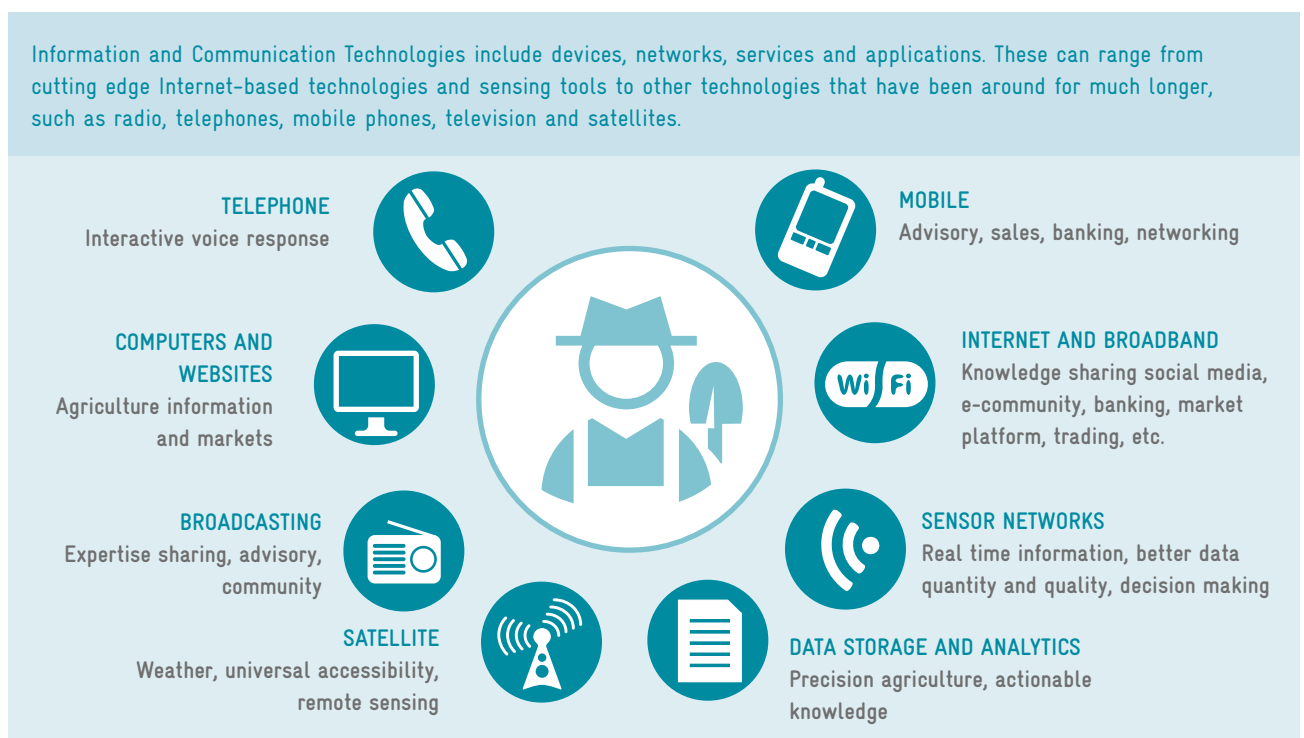 Information and Communication Technologies include devices, networks, services and applications. These can range from
cutting edge Internet-based technologies and sensing tools to other technologies that have been around for much longer,
such as radio, telephones, mobile phones, television and satellites.
TELEPHONE
Interactive voice response
MOBILE
Advisory, sales, banking, networking
COMPUTERS AND
WEBSITES
Agriculture information
and markets
INTERNET AND BROADBAND
Knowledge sharing social media,
e-community, banking, market
platform, trading, etc.
Wi Fi
BROADCASTING
Expertise sharing, advisory,
community
SENSOR NETWORKS
Real time information, better data
quantity and quality, decision making
SATELLITE
Weather, universal accessibility,
remote sensing
DATA STORAGE AND ANALYTICS
Precision agriculture, actionable
knowledge